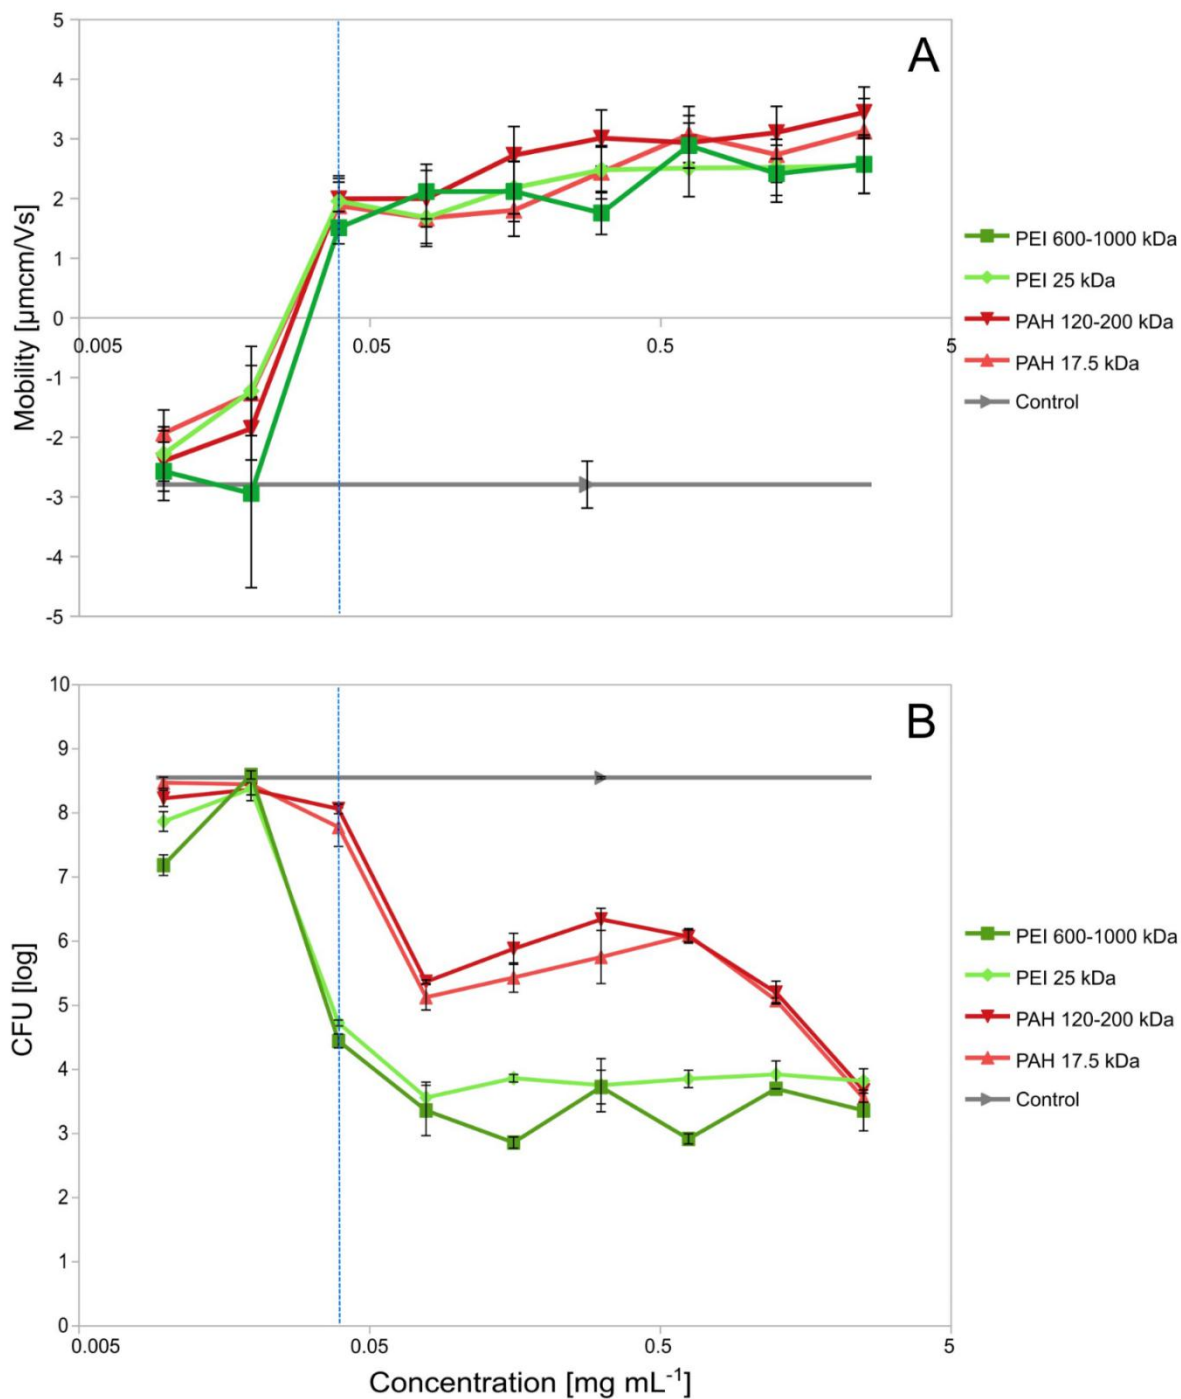 A
5
4
3
2
1
0
-1
-2
-3
-4
-5
Mobility [µmcm/Vs]
0.005
0.05
0.5
5
PEI 600-1000 kDa
PEI 25 kDa
PAH 120-200 kDa
PAH 17.5 kDa
Control
B
10
9
8
7
6
5
4
3
2
1
0
CFU [log]
0.005
0.05
0.5
5
Concentration [mg mL⁻¹]
PEI 600-1000 kDa
PEI 25 kDa
PAH 120-200 kDa
PAH 17.5 kDa
Control